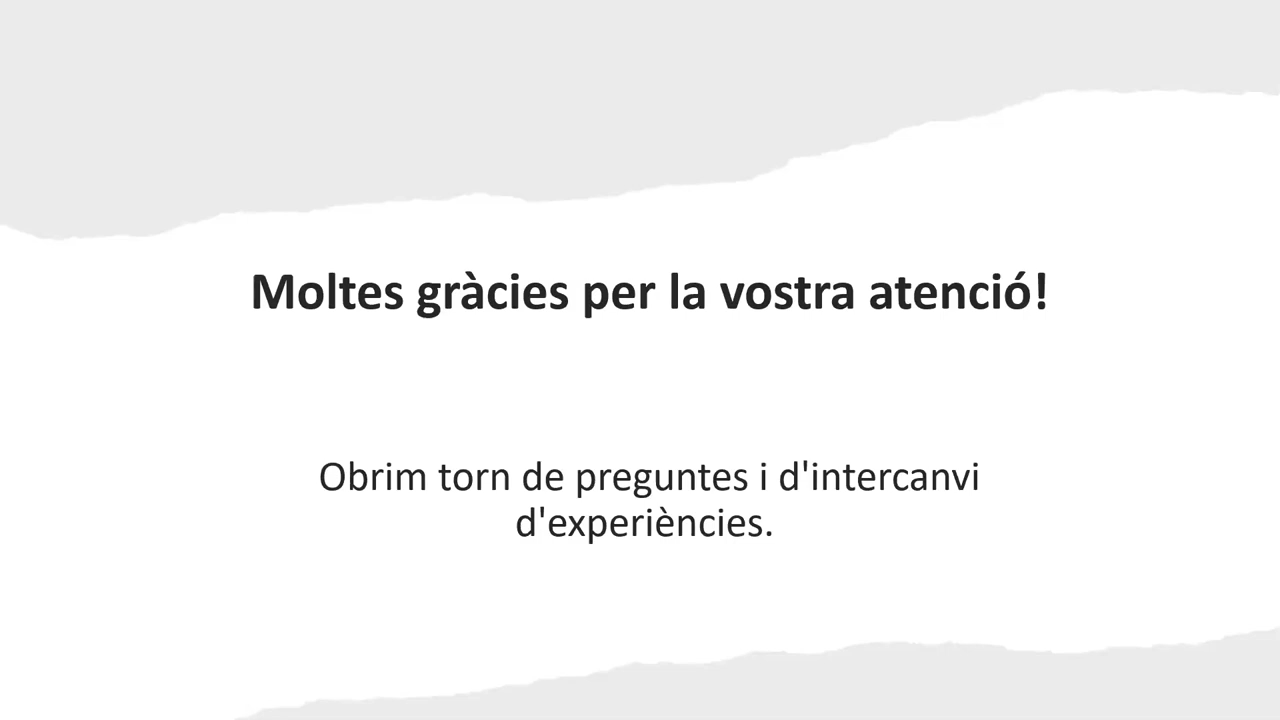 Moltes gràcies per la vostra atenció!
Obrim torn de preguntes i d'intercanvi
d'experiències.